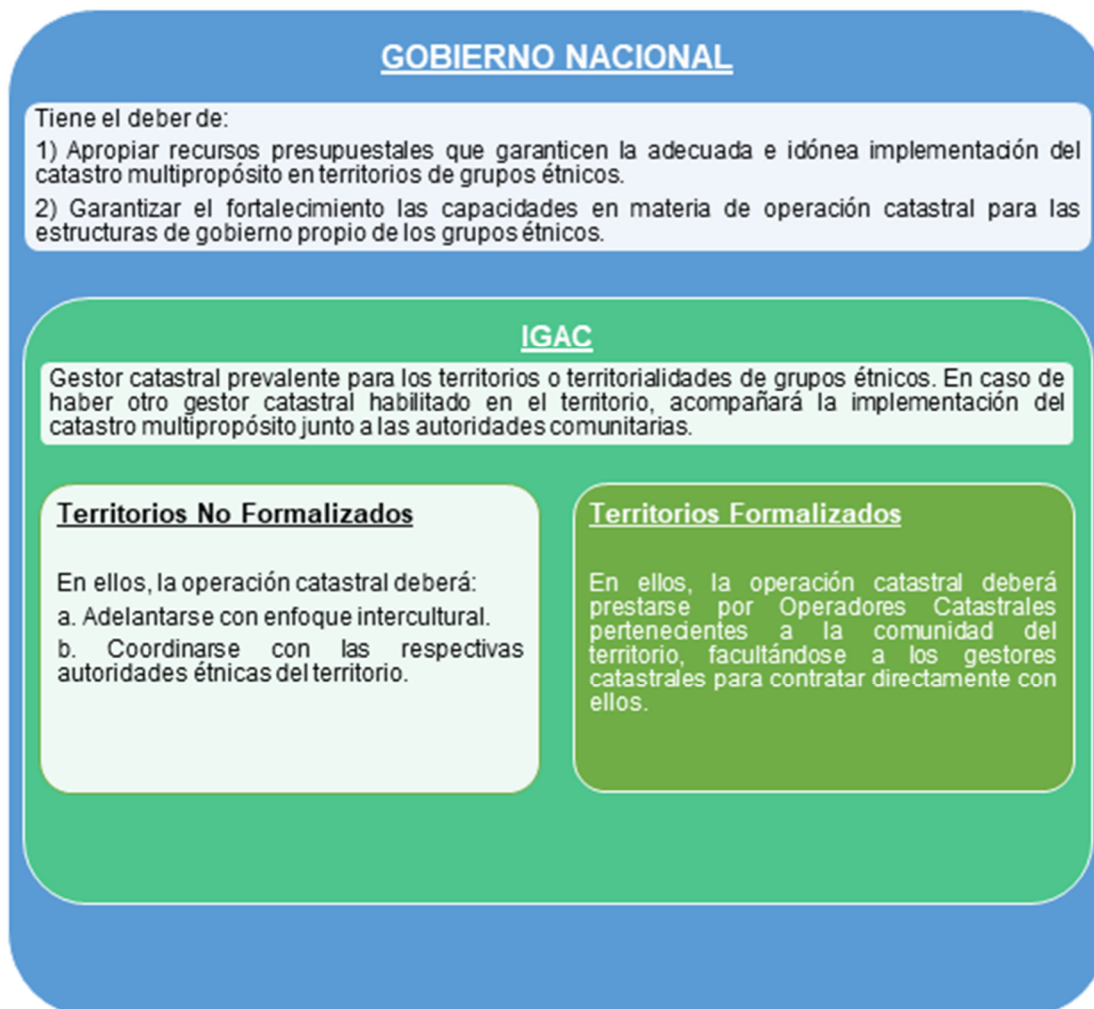 GOBIERNO NACIONAL
Tiene el deber de:
1) Apropiar recursos presupuestales que garanticen la adecuada e idónea implementación del
catastro multipropósito en territorios de grupos étnicos.
2) Garantizar el fortalecimiento las capacidades en materia de operación catastral para las
estructuras de gobierno propio de los grupos étnicos.
IGAC
Gestor catastral prevalente para los territorios o territorialidades de grupos étnicos. En caso de
haber otro gestor catastral habilitado en el territorio, acompañará la implementación del
catastro multipropósito junto a las autoridades comunitarias.
Territorios No Formalizados
En ellos, la operación catastral deberá:
a. Adelantarse con enfoque intercultural.
b. Coordinarse con las respectivas
autoridades étnicas del territorio.
Territorios Formalizados
En ellos, la operación catastral deberá
prestarse por Operadores Catastrales
pertenecientes a la comunidad del
territorio, facultándose a los gestores
catastrales para contratar directamente con
ellos.